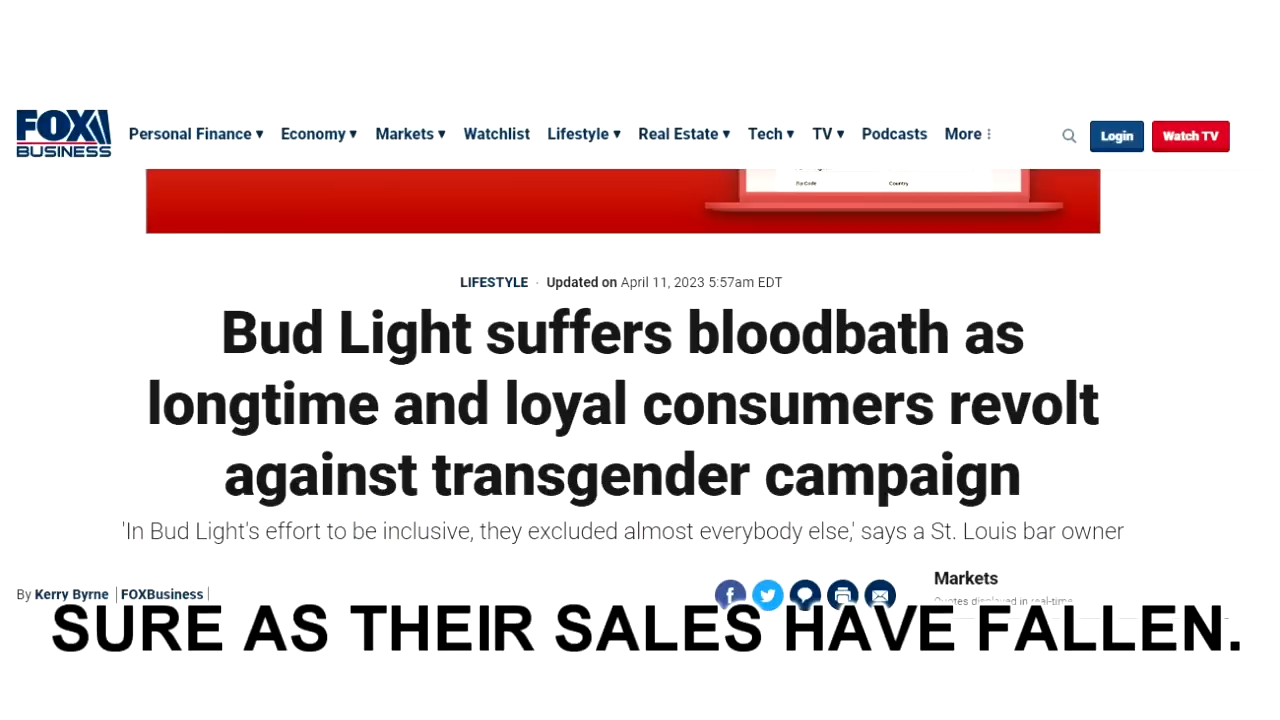 FOX
BUSINESS
Personal Finance Economy Markets Watchlist Lifestyle Real Estate Tech TV Podcasts More Login Watch TV
Zip Code Country
LIFESTYLE · Updated on April 11, 2023 5:57am EDT
Bud Light suffers bloodbath as
longtime and loyal consumers revolt
against transgender campaign
'In Bud Light's effort to be inclusive, they excluded almost everybody else,' says a St. Louis bar owner
Markets
By Kerry Byrne | FOXBusiness |
Quotes displayed in real-time
SURE AS THEIR SALES HAVE FALLEN.